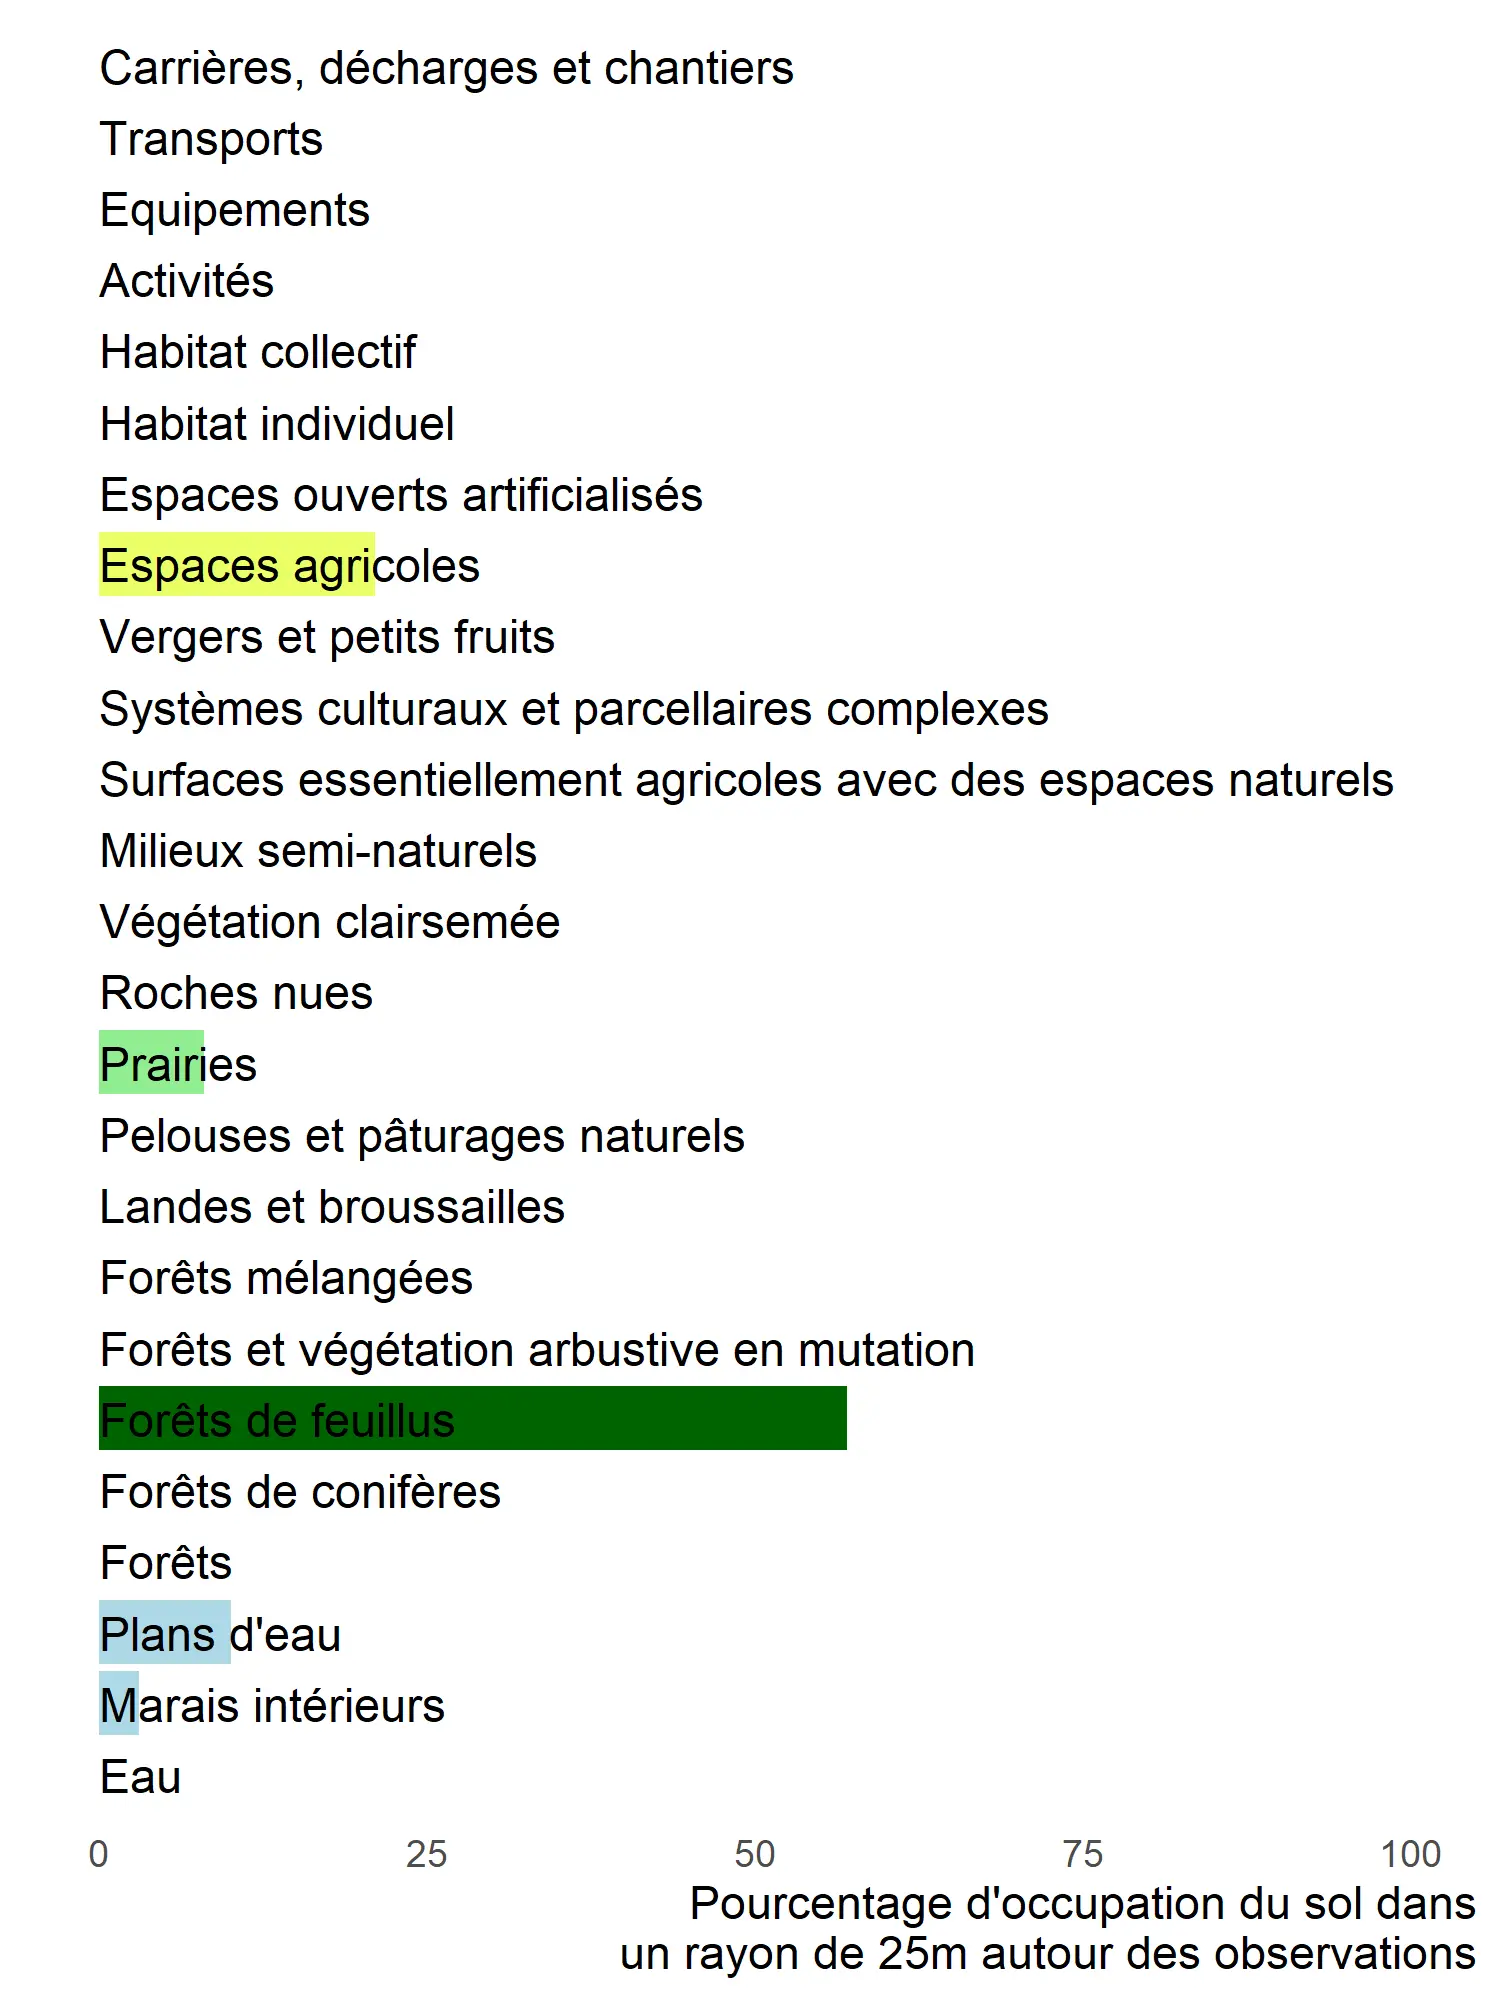 Carrières, décharges et chantiers
Transports
Equipements
Activités
Habitat collectif
Habitat individuel
Espaces ouverts artificialisés
Espaces agricoles
Vergers et petits fruits
Systèmes culturaux et parcellaires complexes
Surfaces essentiellement agricoles avec des espaces naturels
Milieux semi-naturels
Végétation clairsemée
Roches nues
Prairies
Pelouses et pâturages naturels
Landes et broussailles
Forêts mélangées
Forêts et végétation arbustive en mutation
Forêts de feuillus
Forêts de conifères
Forêts
Plans d'eau
Marais intérieurs
Eau
0 25 50 75 100
Pourcentage d'occupation du sol dans
un rayon de 25m autour des observations